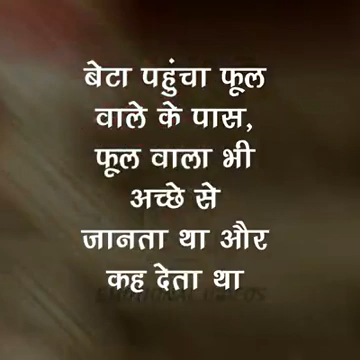 बेटा पहुंचा फूल
वाले के पास,
फूल वाला भी
अच्छे से
जानता था और
कह देता था